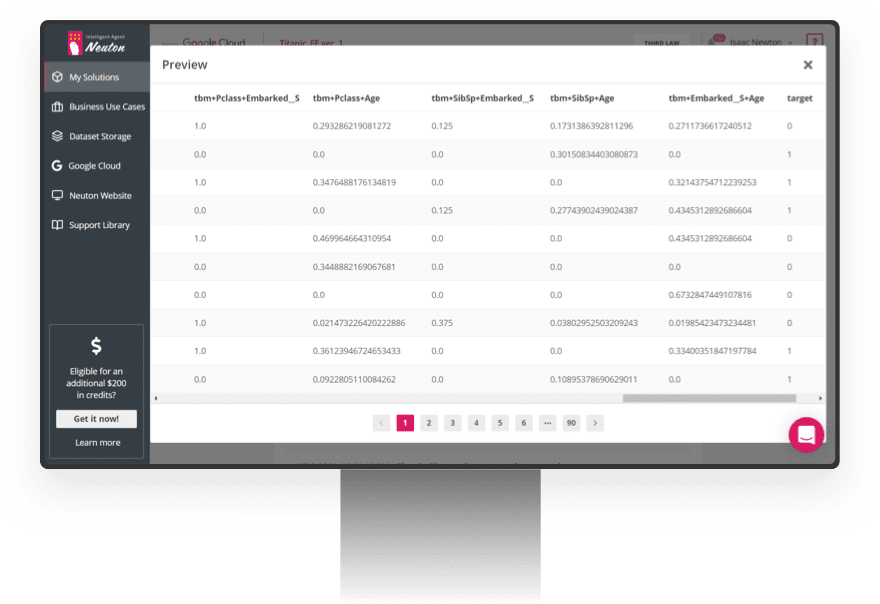 Intelligent Agent
Neuton
Google Cloud
Titanic_FE ver. 1
THIRD LAW
Isaac Newton
?
My Solutions
Business Use Cases
Dataset Storage
Google Cloud
Neuton Website
Support Library
$
Eligible for an
additional $200
in credits?
Get it now!
Learn more
Preview
tbm+Pclass+Embarked__S tbm+Pclass+Age tbm+SibSp+Embarked__S tbm+SibSp+Age tbm+Embarked__S+Age target
1.0 0.293286219081272 0.125 0.1731386392811296 0.2711736617240512 0
0.0 0.0 0.0 0.30150834403080873 0.0 1
1.0 0.3476488176134819 0.0 0.0 0.32143754712239253 1
0.0 0.0 0.125 0.27743902439024387 0.4345312892686604 1
1.0 0.469964664310954 0.0 0.0 0.4345312892686604 0
0.0 0.3448882169067681 0.0 0.0 0.0 0
0.0 0.0 0.0 0.0 0.6732847449107816 0
1.0 0.021473226420222886 0.375 0.03802952503209243 0.01985423473234481 0
1.0 0.36123946724653433 0.0 0.0 0.33400351847197784 1
0.0 0.0922805110084262 0.0 0.10895378690629011 0.0 1
1 2 3 4 5 6 ... 90